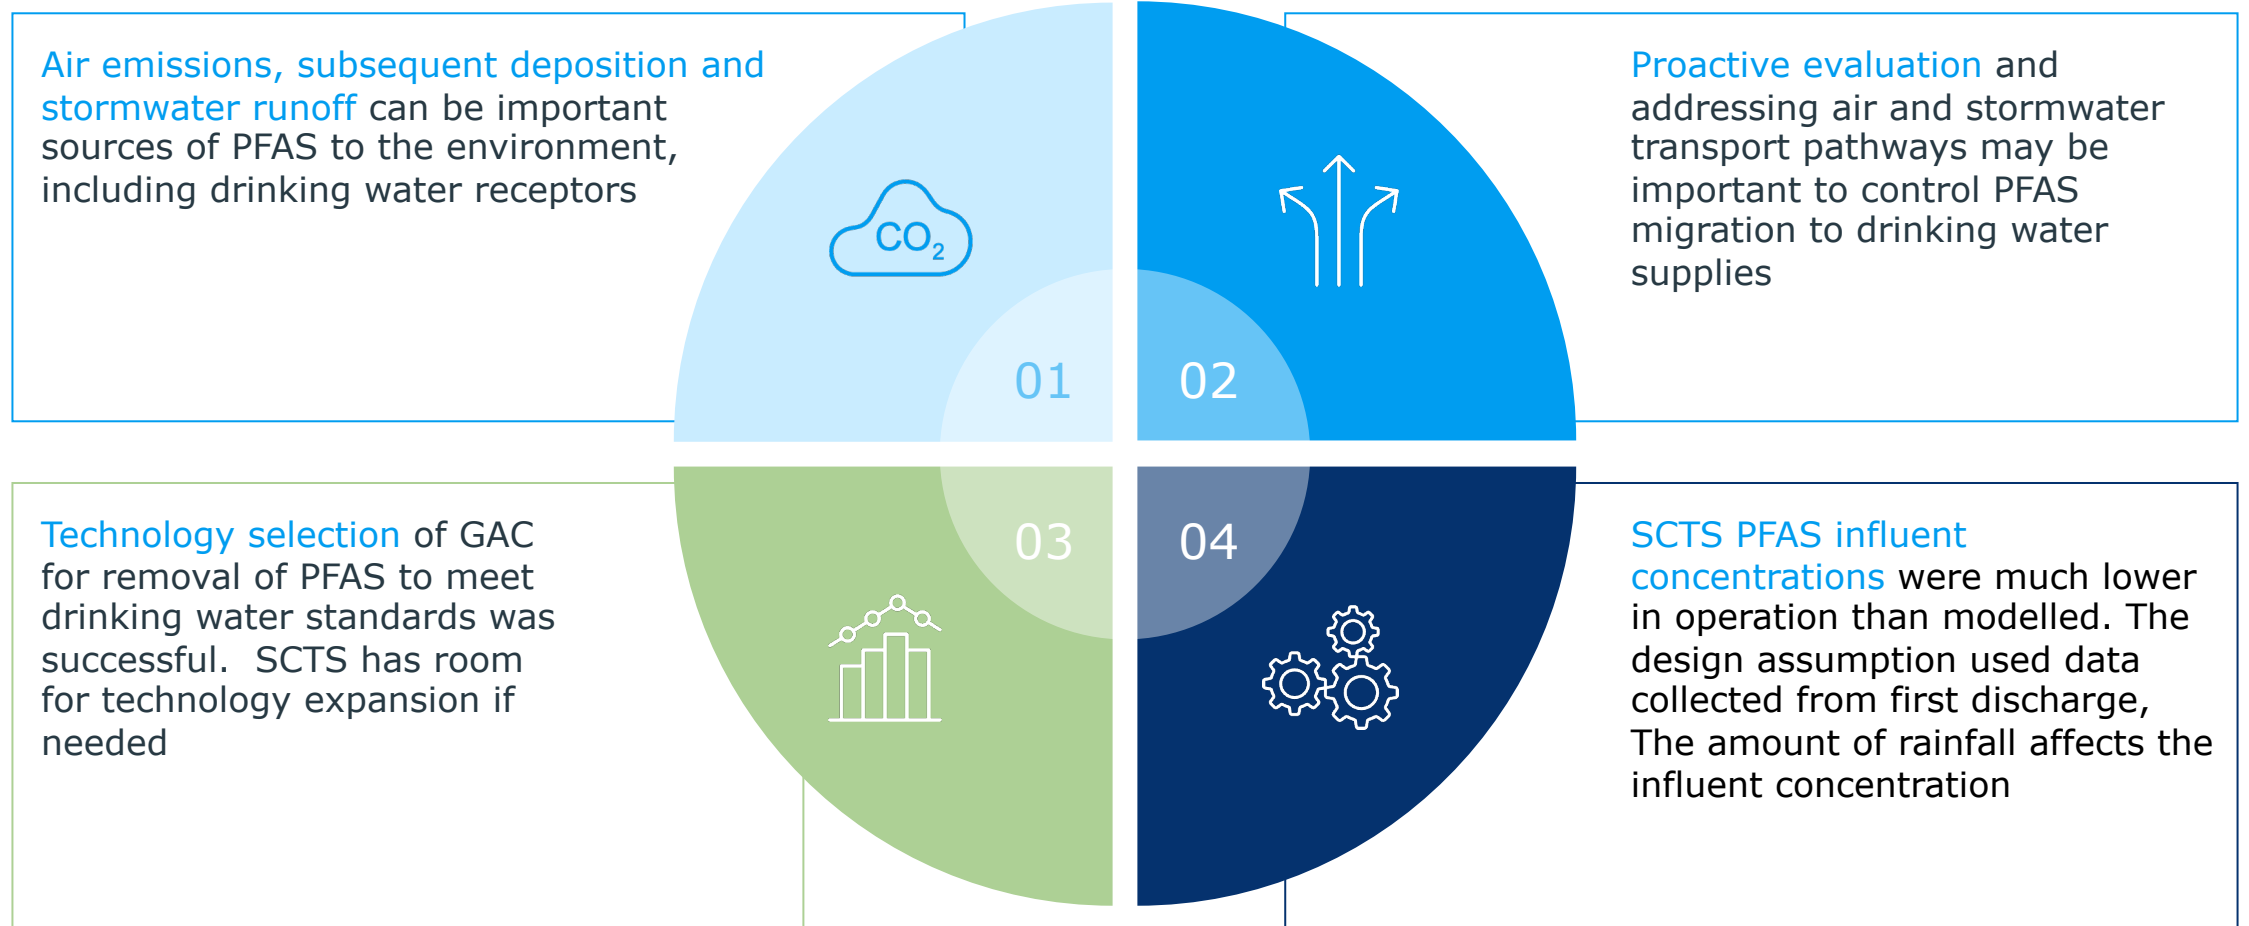 Air emissions, subsequent deposition and
stormwater runoff can be important
sources of PFAS to the environment,
including drinking water receptors
CO2
01
Proactive evaluation and
addressing air and stormwater
transport pathways may be
important to control PFAS
migration to drinking water
supplies
02
Technology selection of GAC
for removal of PFAS to meet
drinking water standards was
successful.  SCTS has room
for technology expansion if
needed
03
04
SCTS PFAS influent
concentrations were much lower
in operation than modelled. The
design assumption used data
collected from first discharge,
The amount of rainfall affects the
influent concentration